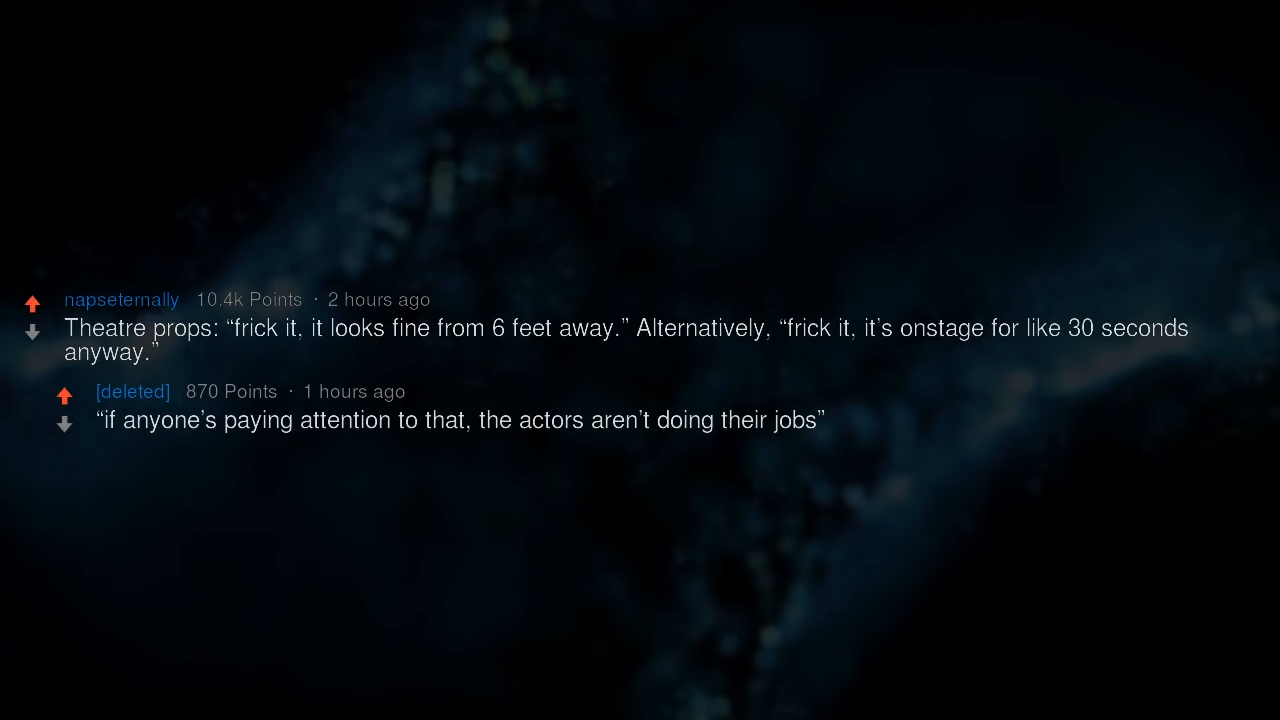 napseternally 10.4k Points · 2 hours ago
Theatre props: “frick it, it looks fine from 6 feet away.” Alternatively, “frick it, it’s onstage for like 30 seconds
anyway.”
[deleted] 870 Points · 1 hours ago
“if anyone’s paying attention to that, the actors aren’t doing their jobs”